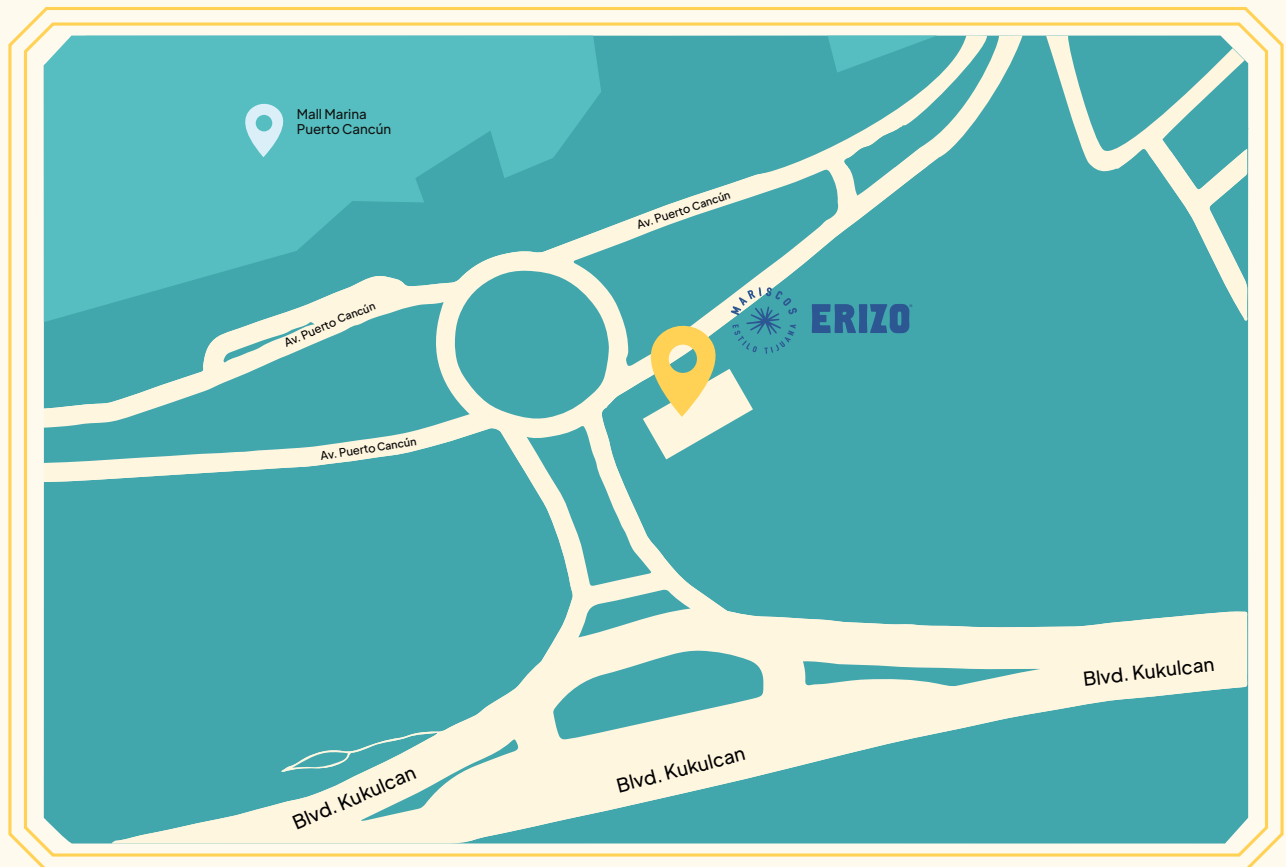 Mall Marina
Puerto Cancún
Av. Puerto Cancún
MARISCOS
ESTILO TIJUANA
ERIZO
Av. Puerto Cancún
Av. Puerto Cancún
Blvd. Kukulcan
Blvd. Kukulcan
Blvd. Kukulcan